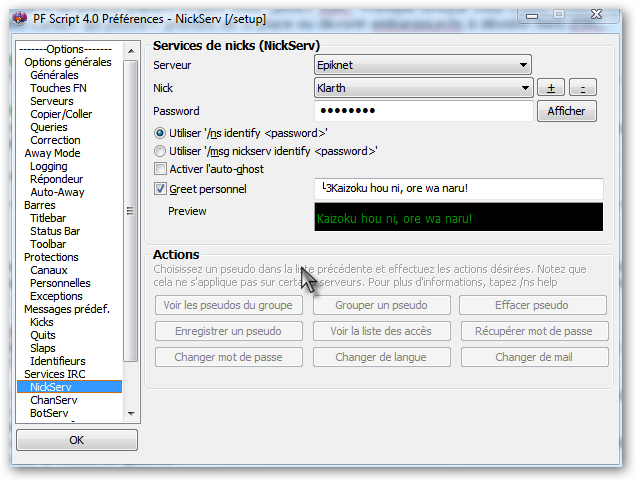 PF Script 4.0 Préférences - NickServ [/setup]
-------Options-------
Options générales
Générales
Touches FN
Serveurs
Copier/Coller
Queries
Correction
Away Mode
Logging
Répondeur
Auto-Away
Barres
Titlebar
Status Bar
Toolbar
Protections
Canaux
Personnelles
Exceptions
Messages prédef.
Kicks
Quits
Slaps
Identifieurs
Services IRC
NickServ
ChanServ
BotServ
OK
Services de nicks (NickServ)
Serveur
Epiknet
Nick
Klarth
+
-
Password
●●●●●●●●
Afficher
Utiliser '/ns identify <password>'
Utiliser '/msg nickserv identify <password>'
Activer l'auto-ghost
Greet personnel
└3Kaizoku hou ni, ore wa naru!
Preview
Kaizoku hou ni, ore wa naru!
Actions
Choisissez un pseudo dans la liste précédente et effectuez les actions désirées. Notez que
cela ne s'applique pas sur certains serveurs. Pour plus d'informations, tapez /ns help
Voir les pseudos du groupe
Grouper un pseudo
Effacer pseudo
Enregistrer un pseudo
Voir la liste des accès
Récupérer mot de passe
Changer mot de passe
Changer de langue
Changer de mail